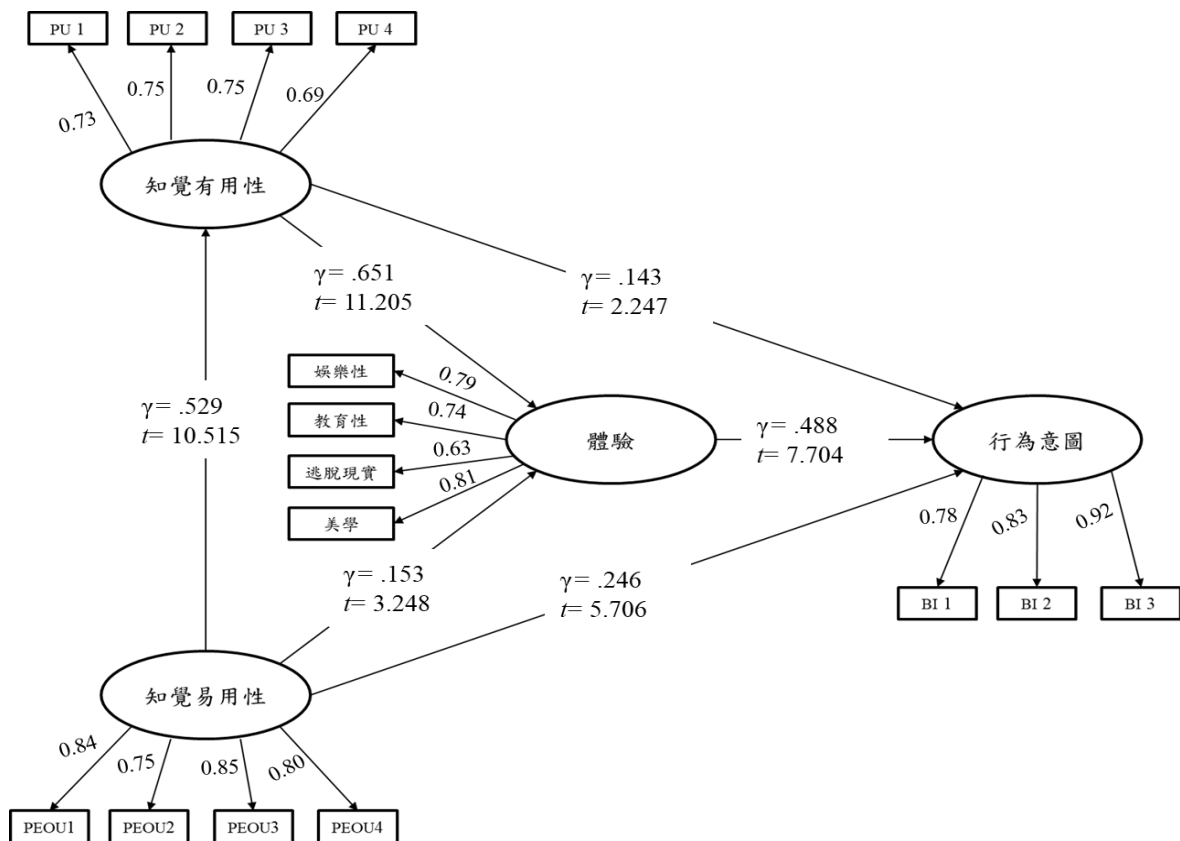 PU 1
PU 2
PU 3
PU 4
0.73
0.75
0.75
0.69
知覺有用性
γ= .651
t= 11.205
γ= .143
t= 2.247
γ= .529
t= 10.515
娛樂性
教育性
逃脫現實
美學
0.79
0.74
0.63
0.81
體驗
γ= .488
t= 7.704
行為意圖
γ= .153
t= 3.248
γ= .246
t= 5.706
0.78
0.83
0.92
BI 1
BI 2
BI 3
知覺易用性
0.84
0.75
0.85
0.80
PEOU1
PEOU2
PEOU3
PEOU4